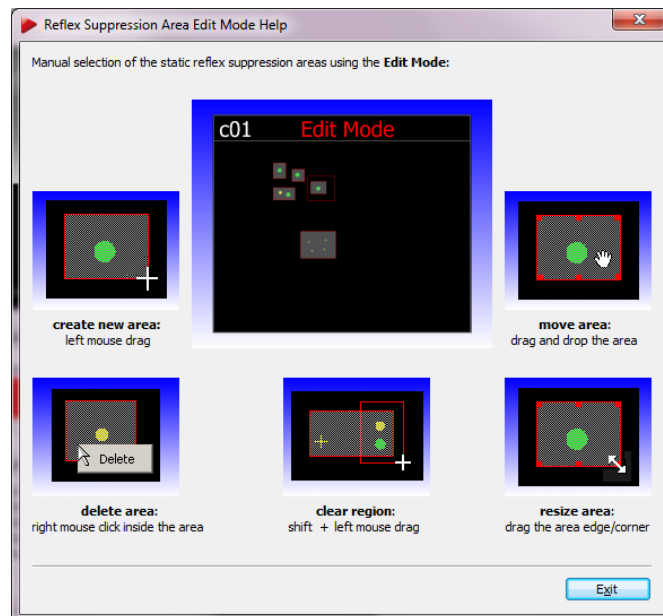 Reflex Suppression Area Edit Mode Help
Manual selection of the static reflex suppression areas using the Edit Mode:
c01 Edit Mode
create new area:
left mouse drag
move area:
drag and drop the area
Delete
delete area:
right mouse click inside the area
clear region:
shift + left mouse drag
resize area:
drag the area edge/corner
Exit